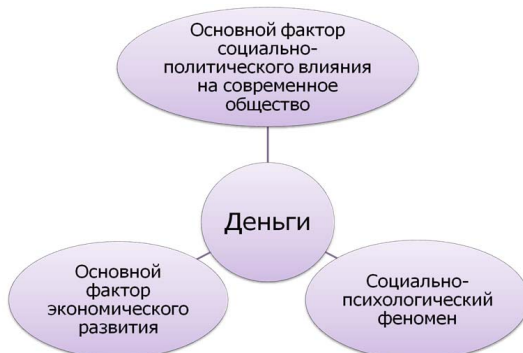 Основной фактор
социально-
политического влияния
на современное
общество
Деньги
Основной
фактор
экономического
развития
Социально-
психологический
феномен